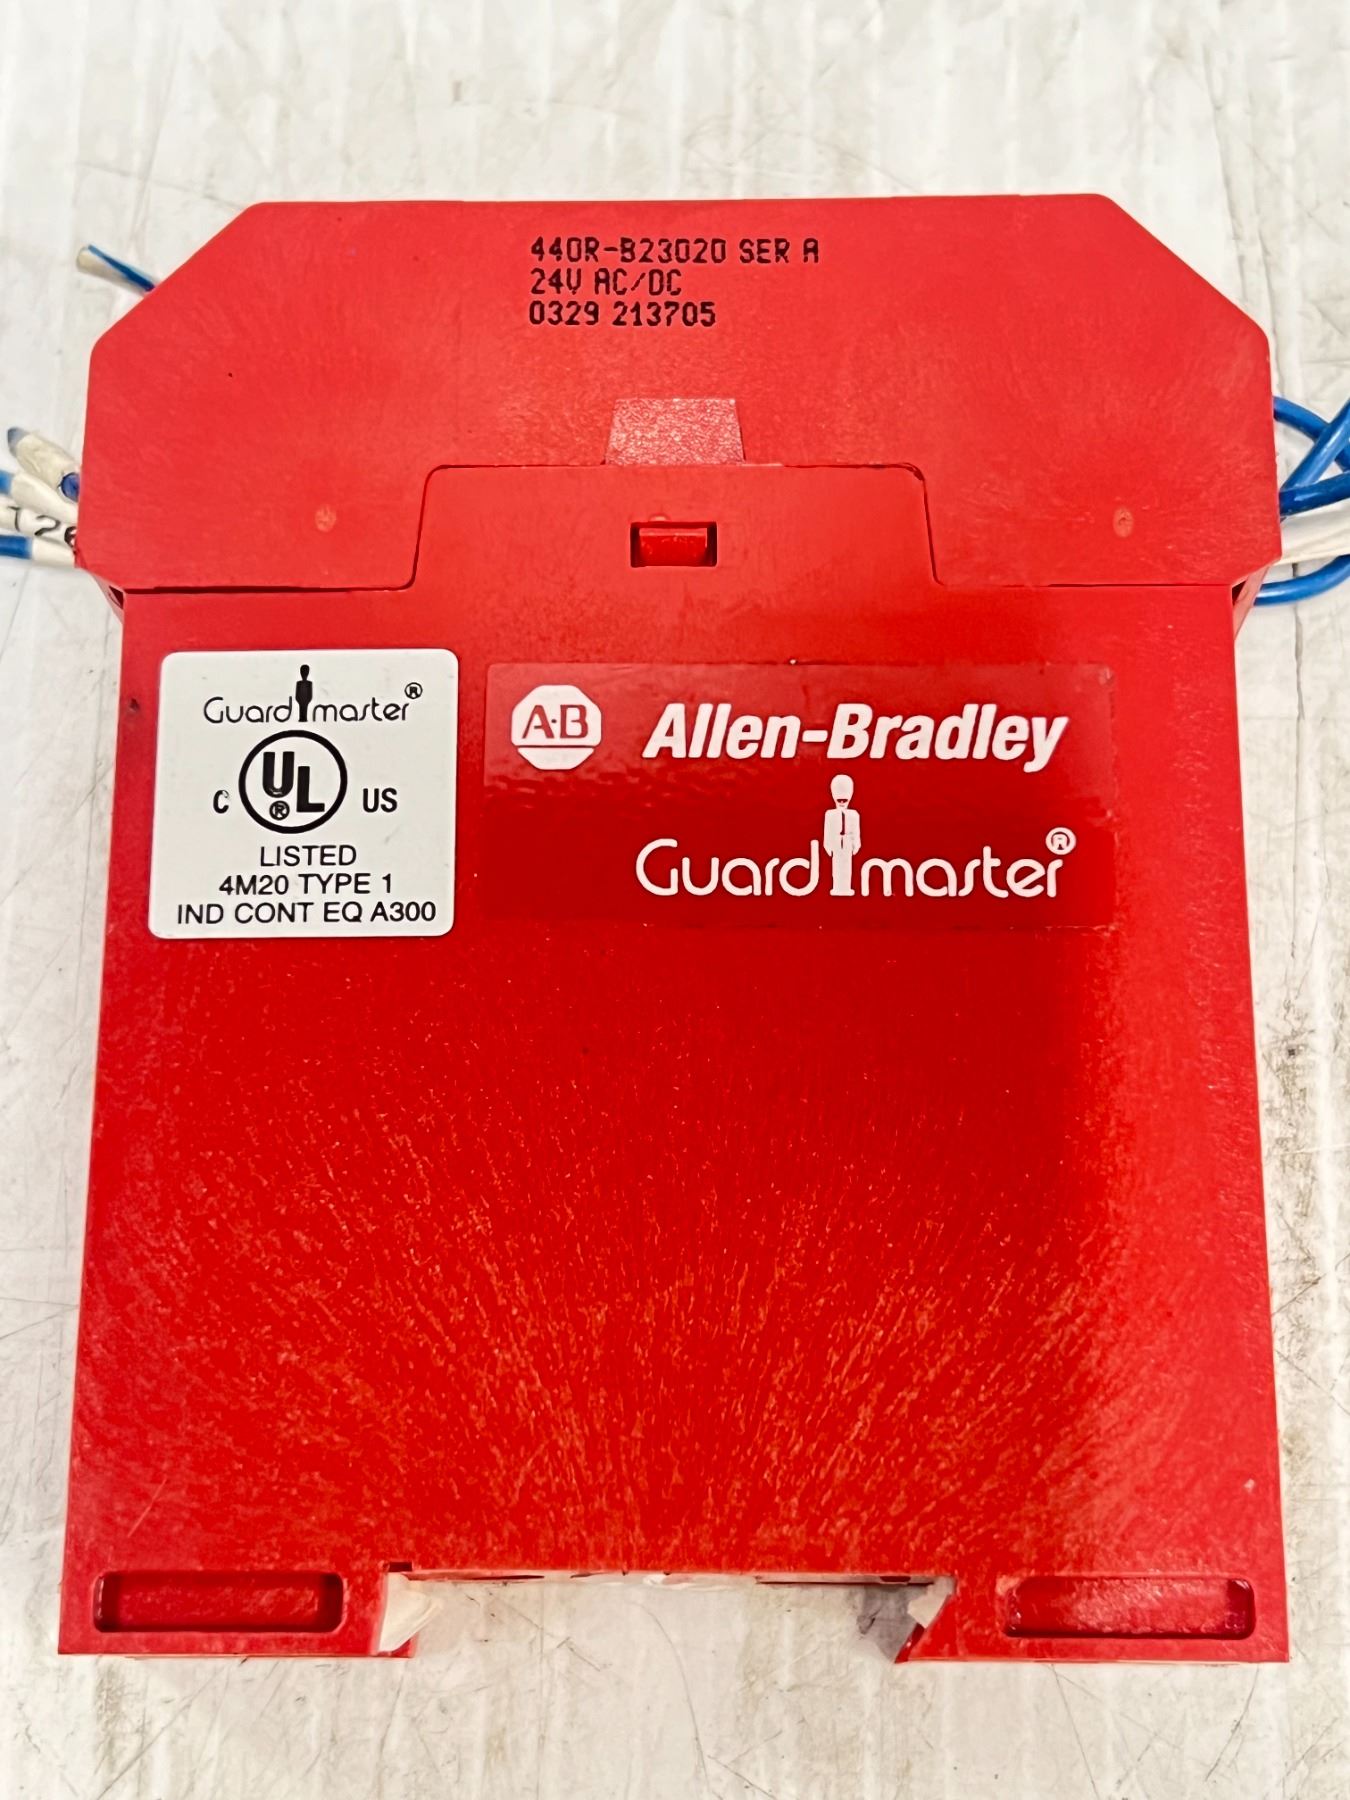 440R-B23020 SER A
24V AC/DC
0329 213705
Guardmaster®
C UL® US
LISTED
4M20 TYPE 1
IND CONT EQ A300
A·B Allen-Bradley
Guardmaster®